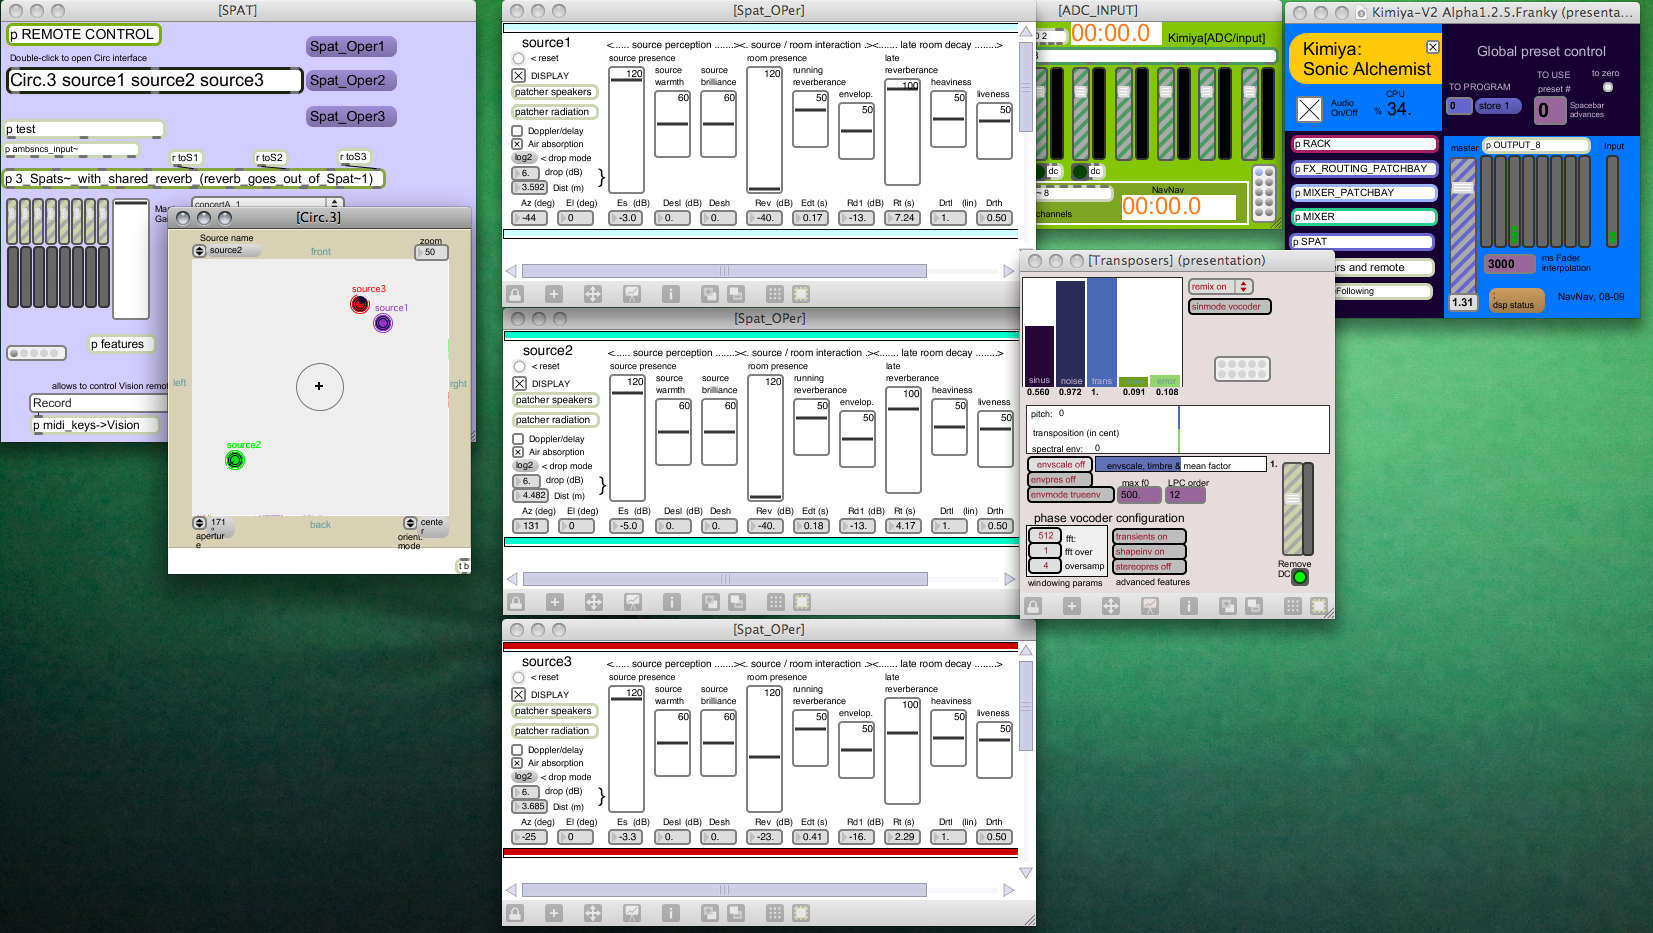 [SPAT]
p REMOTE CONTROL
Double-click to open Circ interface
Circ.3 source1 source2 source3
Spat_Oper1
Spat_Oper2
Spat_Oper3
p test
p ambsncs_input~
r toS1
r toS2
r toS3
p 3_Spats~_with_shared_reverb (reverb_goes_out_of_Spat~1)
concertA_1
p features
allows to control Vision remot
Record
p midi_keys->Vision
[Circ.3]
Source name
source2
front
zoom
50
source3
source1
left
right
source2
171
°
apertur
e
back
cente
r
orient.
mode
t b
[Spat_OPer]
source1
<..... source perception .......><. source / room interaction .><....... late room decay .......>
< reset
source presence
room presence
late
DISPLAY
120
source
warmth
60
source
brilliance
60
120
running
reverberance
50
envelop.
50
reverberance
100
heaviness
60
liveness
50
patcher speakers
patcher radiation
Doppler/delay
Air absorption
log2 < drop mode
6. drop (dB)
3.592 Dist (m)
}
Az (deg) El (deg) Es (dB) Desl (dB) Desh Rev (dB) Edt (s) Rd1 (dB) Rt (s) Drtl (lin) Drth
-44 0 -3.0 0. 0. -40. 0.17 -13. 7.24 1. 0.50
[Spat_OPer]
source2
<..... source perception .......><. source / room interaction .><....... late room decay .......>
< reset
source presence
room presence
late
DISPLAY
120
source
warmth
60
source
brilliance
60
120
running
reverberance
50
envelop.
50
reverberance
100
heaviness
50
liveness
50
patcher speakers
patcher radiation
Doppler/delay
Air absorption
log2 < drop mode
6. drop (dB)
4.482 Dist (m)
}
Az (deg) El (deg) Es (dB) Desl (dB) Desh Rev (dB) Edt (s) Rd1 (dB) Rt (s) Drtl (lin) Drth
131 0 -5.0 0. 0. -40. 0.18 -13. 4.17 1. 0.50
[Spat_OPer]
source3
<..... source perception .......><. source / room interaction .><....... late room decay .......>
< reset
source presence
room presence
late
DISPLAY
120
source
warmth
60
source
brilliance
60
120
running
reverberance
50
envelop.
50
reverberance
100
heaviness
50
liveness
50
patcher speakers
patcher radiation
Doppler/delay
Air absorption
log2 < drop mode
6. drop (dB)
3.685 Dist (m)
}
Az (deg) El (deg) Es (dB) Desl (dB) Desh Rev (dB) Edt (s) Rd1 (dB) Rt (s) Drtl (lin) Drth
-25 0 -3.3 0. 0. -23. 0.41 -16. 2.29 1. 0.50
[ADC_INPUT]
00:00.0
Kimiya[ADC/input]
dc
dc
~ 8
NavNav
channels
00:00.0
Kimiya-V2 Alpha1.2.5.Franky (presenta...
Kimiya:
Sonic Alchemist
Global preset control
Audio
On/Off
CPU
% 34.
TO PROGRAM
0 store 1
TO USE
preset #
0
to zero
Spacebar
advances
p RACK
p FX_ROUTING_PATCHBAY
p MIXER_PATCHBAY
p MIXER
p SPAT
ers and remote
eFollowing
master
p OUTPUT_8
Input
3000
ms Fader
interpolation
1.31
;
dsp status
NavNav, 08-09
[Transposers] (presentation)
remix on
sinmode vocoder
sinus noise trans error
0.560 0.972 1. 0.091 0.108
pitch: 0
transposition (in cent)
spectral env: 0
envscale off
envscale, timbre & mean factor
1.
envpres off
max f0
LPC order
envmode trueenv
500.
12
phase vocoder configuration
512 fft:
1 fft over
4 oversamp
transients on
shapeinv on
stereopres off
windowing params
advanced features
Remove
DC